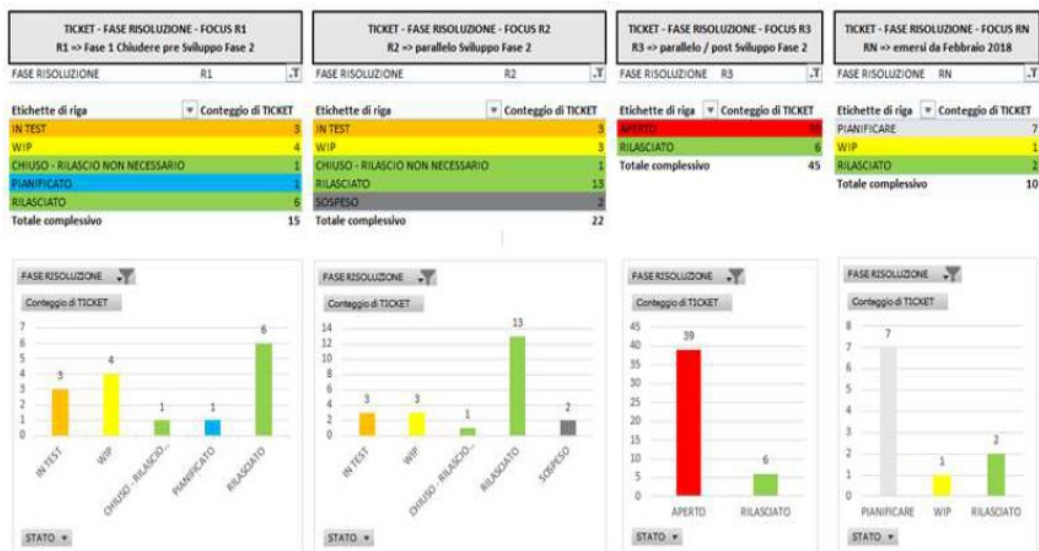 TICKET - FASE RISOLUZIONE - FOCUS R1
R1 => Fase 1 Chiudere pre Sviluppo Fase 2
FASE RISOLUZIONE R1
Etichette di riga Conteggio di TICKET
IN TEST 3
WIP 4
CHIUSO - RILASCIO NON NECESSARIO 1
PIANIFICATO 1
RILASCIATO 6
Totale complessivo 15
TICKET - FASE RISOLUZIONE - FOCUS R2
R2 => parallelo Sviluppo Fase 2
FASE RISOLUZIONE R2
Etichette di riga Conteggio di TICKET
IN TEST 3
WIP 3
CHIUSO - RILASCIO NON NECESSARIO 1
RILASCIATO 13
SOSPESO 2
Totale complessivo 22
TICKET - FASE RISOLUZIONE - FOCUS R3
R3 => parallelo / post Sviluppo Fase 2
FASE RISOLUZIONE R3
Etichette di riga Conteggio di TICKET
APERTO 39
RILASCIATO 6
Totale complessivo 45
TICKET - FASE RISOLUZIONE - FOCUS RN
RN => emersi da Febbraio 2018
FASE RISOLUZIONE RN
Etichette di riga Conteggio di TICKET
PIANIFICARE 7
WIP 1
RILASCIATO 2
Totale complessivo 10
FASE RISOLUZIONE
Conteggio di TICKET
7
6
5
4
3
2
1
0
3
4
1
1
6
IN TEST
WIP
CHIUSO - RILASCIO...
PIANIFICATO
RILASCIATO
STATO
FASE RISOLUZIONE
Conteggio di TICKET
14
12
10
8
6
4
2
0
3
3
1
13
2
IN TEST
WIP
CHIUSO - RILASCIO...
RILASCIATO
SOSPESO
STATO
FASE RISOLUZIONE
Conteggio di TICKET
45
40
35
30
25
20
15
10
5
0
39
6
APERTO
RILASCIATO
STATO
FASE RISOLUZIONE
Conteggio di TICKET
8
7
6
5
4
3
2
1
0
7
1
2
PIANIFICARE
WIP
RILASCIATO
STATO